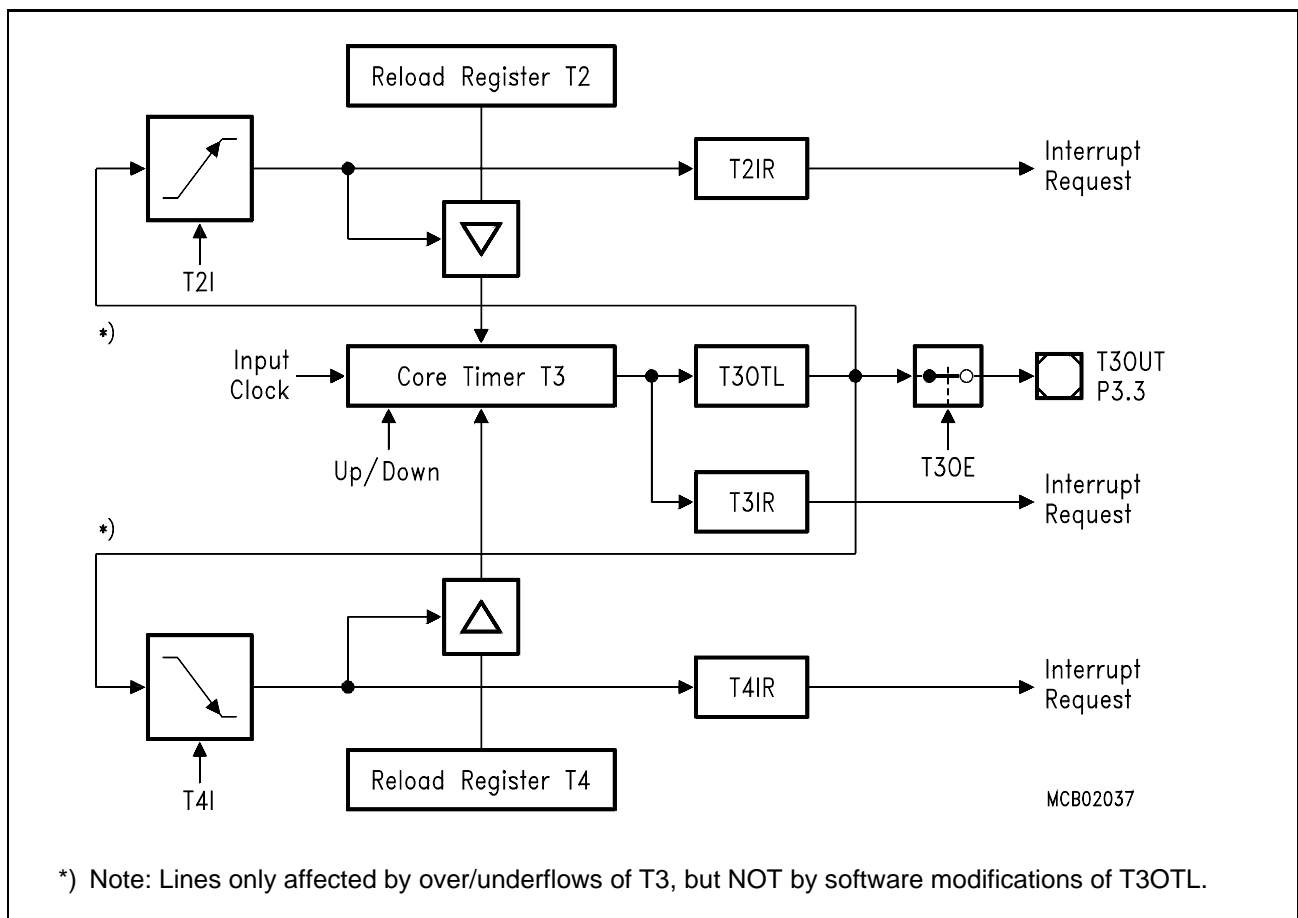 Reload Register T2
T2IR
Interrupt
Request
T2I
*)
Input
Clock
Core Timer T3
T3OTL
T3OUT
P3.3
Up/Down
T3OE
T3IR
Interrupt
Request
*)
T4IR
Interrupt
Request
Reload Register T4
T4I
MCB02037
*) Note: Lines only affected by over/underflows of T3, but NOT by software modifications of T3OTL.